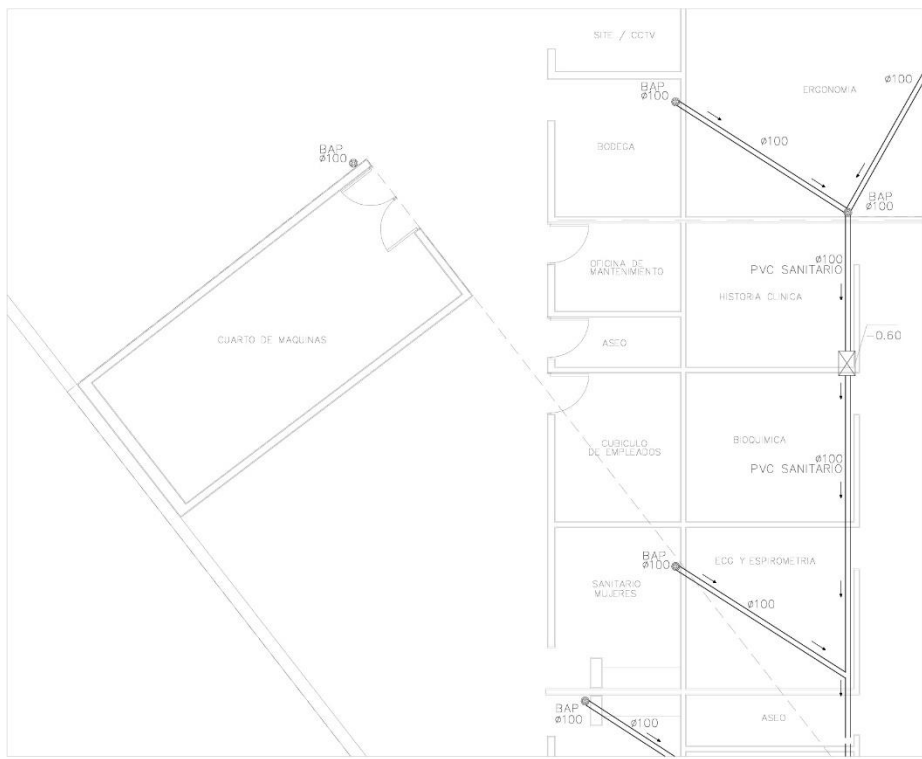 SITE / CCTV
BAP
ø100
ERGONOMIA
ø100
BODEGA
ø100
BAP
ø100
BAP
ø100
OFICINA DE
MANTENIMIENTO
ø100
PVC SANITARIO
HISTORIA CLINICA
CUARTO DE MAQUINAS
ASEO
-0.60
CUBICULO
DE EMPLEADOS
BIOQUIMICA
ø100
PVC SANITARIO
BAP
ø100
ECG Y ESPIROMETRIA
SANITARIO
MUJERES
ø100
BAP
ø100
ø100
ASEO